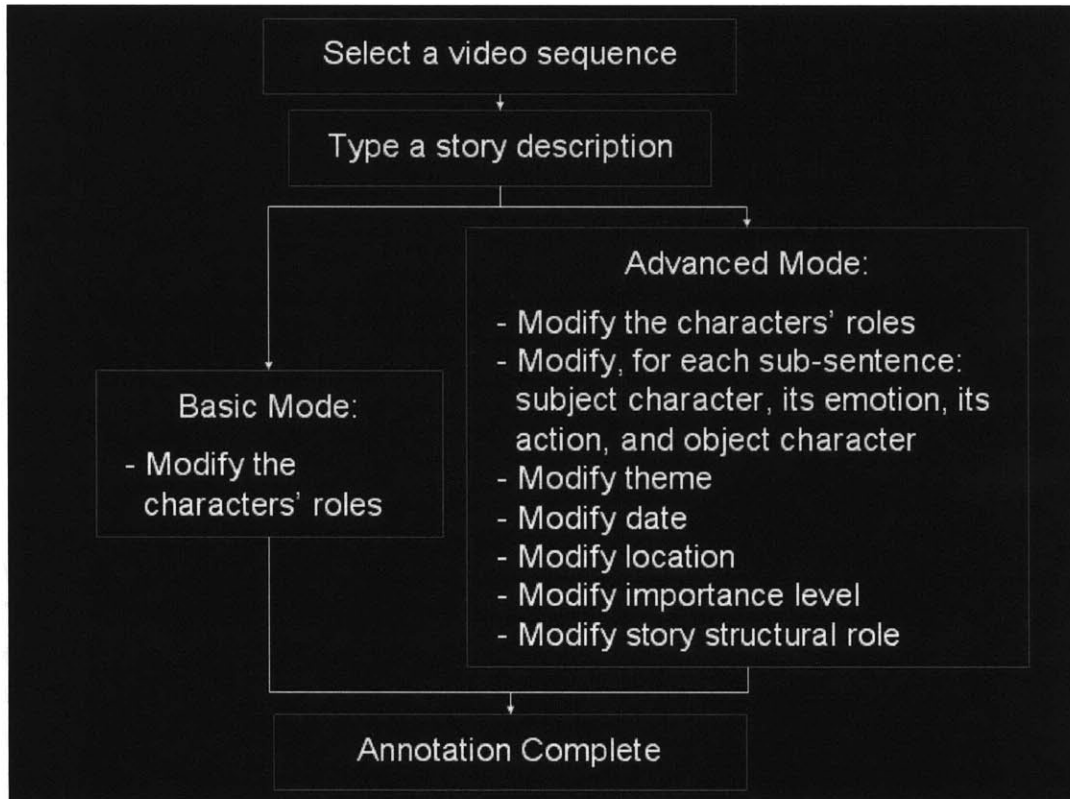 Select a video sequence
Type a story description
Basic Mode:
- Modify the
characters' roles
Advanced Mode:
- Modify the characters' roles
- Modify, for each sub-sentence:
subject character, its emotion, its
action, and object character
- Modify theme
- Modify date
- Modify location
- Modify importance level
- Modify story structural role
Annotation Complete